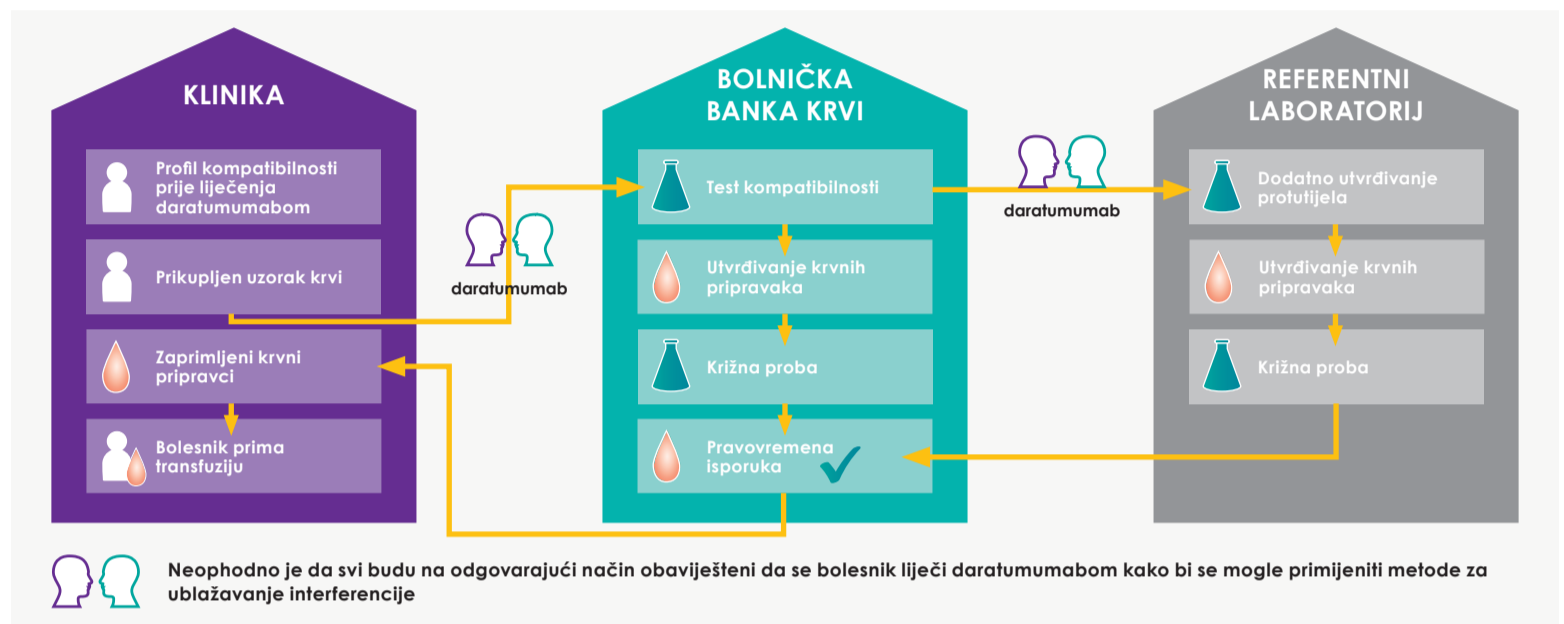 KLINIKA
Profil kompatibilnosti
prije liječenja
daratumumabom
Prikupljen uzorak krvi
Zaprimljeni krvni
pripravci
Bolesnik prima
transfuziju
daratumumab
BOLNIČKA
BANKA KRVI
Test kompatibilnosti
Utvrđivanje krvnih
pripravaka
Križna proba
Pravovremena
isporuka
daratumumab
REFERENTNI
LABORATORIJ
Dodatno utvrđivanje
protutijela
Utvrđivanje krvnih
pripravaka
Križna proba
Neophodno je da svi budu na odgovarajući način obaviješteni da se bolesnik liječi daratumumabom kako bi se mogle primijeniti metode za
ublažavanje interferencije